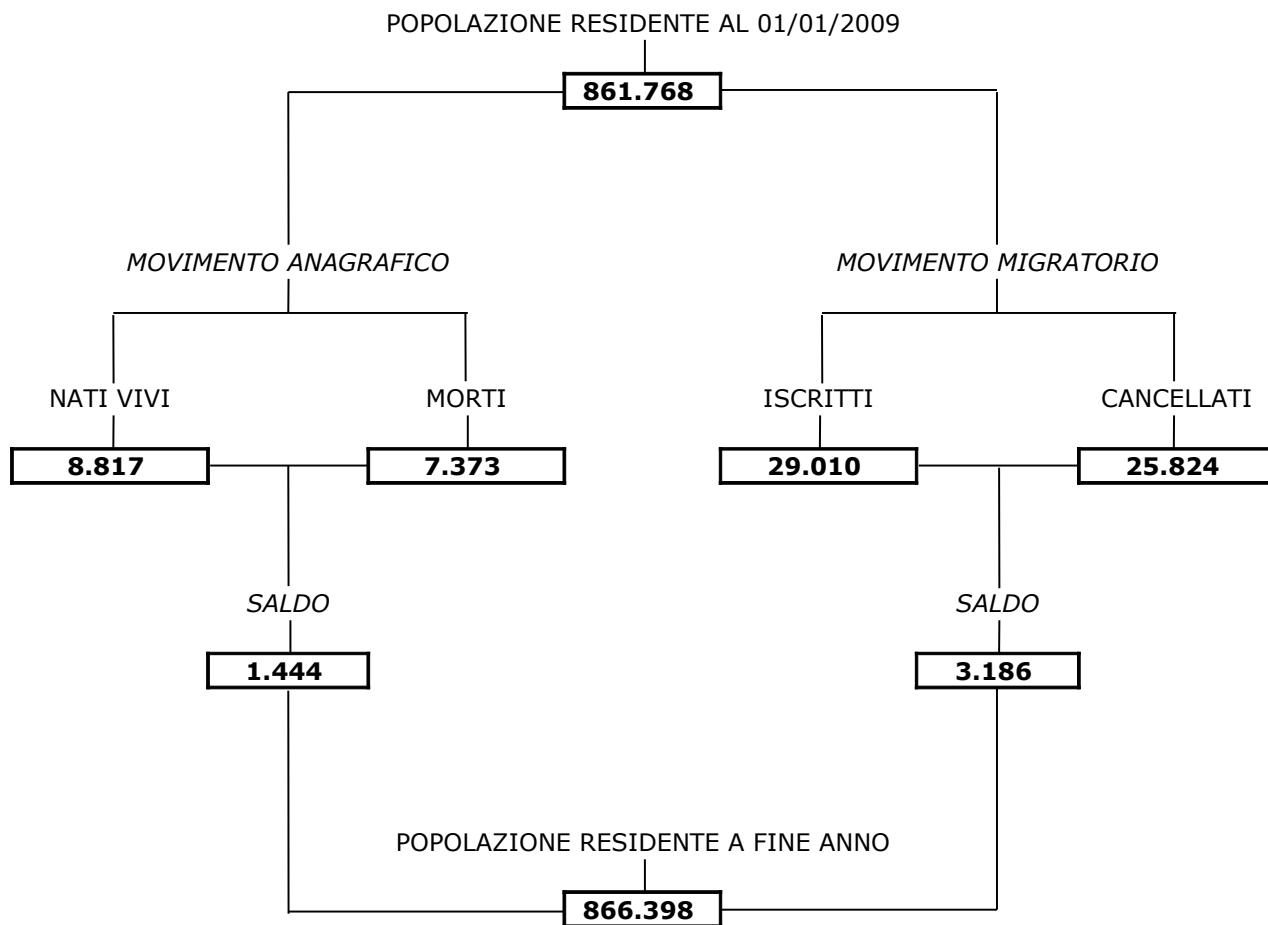 POPOLAZIONE RESIDENTE AL 01/01/2009
861.768
MOVIMENTO ANAGRAFICO
MOVIMENTO MIGRATORIO
NATI VIVI
MORTI
ISCRITTI
CANCELLATI
8.817
7.373
29.010
25.824
SALDO
SALDO
1.444
3.186
POPOLAZIONE RESIDENTE A FINE ANNO
866.398